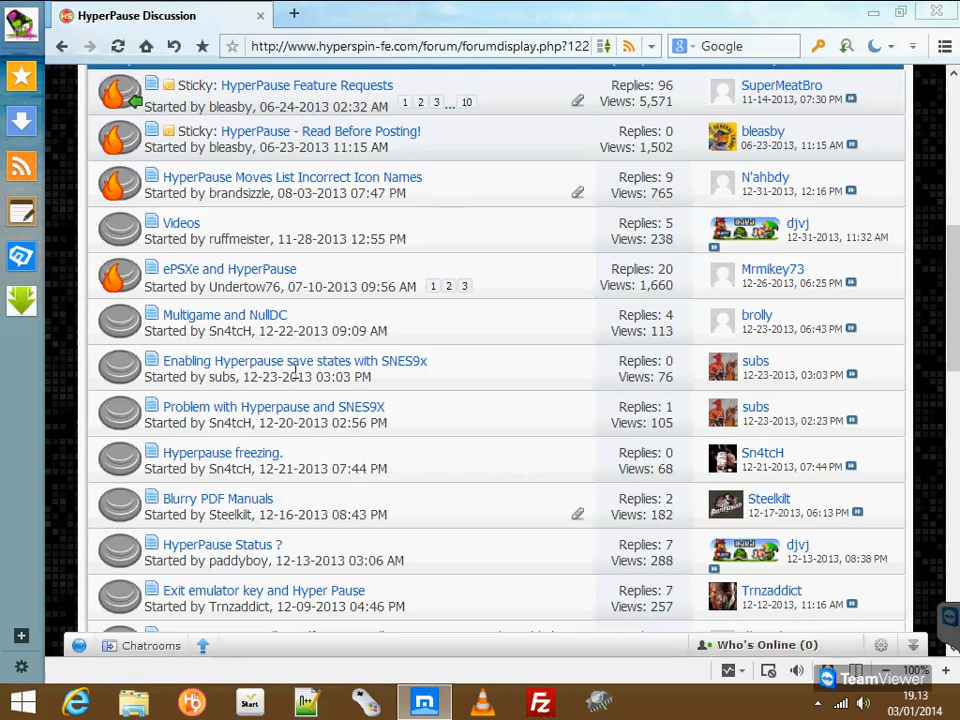 HyperPause Discussion
http://www.hyperspin-fe.com/forum/forumdisplay.php?122
Google
Sticky: HyperPause Feature Requests
Started by bleasby, 06-24-2013 02:32 AM 1 2 3 ... 10
Replies: 96
Views: 5,571
SuperMeatBro
11-14-2013, 07:30 PM
Sticky: HyperPause - Read Before Posting!
Started by bleasby, 06-23-2013 11:15 AM
Replies: 0
Views: 1,502
bleasby
06-23-2013, 11:15 AM
HyperPause Moves List Incorrect Icon Names
Started by brandsizzle, 08-03-2013 07:47 PM
Replies: 9
Views: 765
N'ahbdy
12-31-2013, 12:16 PM
Videos
Started by ruffmeister, 11-28-2013 12:55 PM
Replies: 5
Views: 238
djvj
12-31-2013, 11:32 AM
ePSXe and HyperPause
Started by Undertow76, 07-10-2013 09:56 AM 1 2 3
Replies: 20
Views: 1,660
Mrmikey73
12-26-2013, 06:25 PM
Multigame and NullDC
Started by Sn4tcH, 12-22-2013 09:09 AM
Replies: 4
Views: 113
brolly
12-23-2013, 06:43 PM
Enabling Hyperpause save states with SNES9x
Started by subs, 12-23-2013 03:03 PM
Replies: 0
Views: 76
subs
12-23-2013, 03:03 PM
Problem with Hyperpause and SNES9X
Started by Sn4tcH, 12-20-2013 02:56 PM
Replies: 1
Views: 105
subs
12-23-2013, 02:23 PM
Hyperpause freezing.
Started by Sn4tcH, 12-21-2013 07:44 PM
Replies: 0
Views: 68
Sn4tcH
12-21-2013, 07:44 PM
Blurry PDF Manuals
Started by Steelkilt, 12-16-2013 08:43 PM
Replies: 2
Views: 182
Steelkilt
12-17-2013, 06:13 PM
HyperPause Status ?
Started by paddyboy, 12-13-2013 03:06 AM
Replies: 7
Views: 288
djvj
12-13-2013, 08:38 PM
Exit emulator key and Hyper Pause
Started by Trnzaddict, 12-09-2013 04:46 PM
Replies: 7
Views: 257
Trnzaddict
12-12-2013, 11:16 AM
Chatrooms
Who's Online (0)
100%
TeamViewer
Start
19.13
03/01/2014